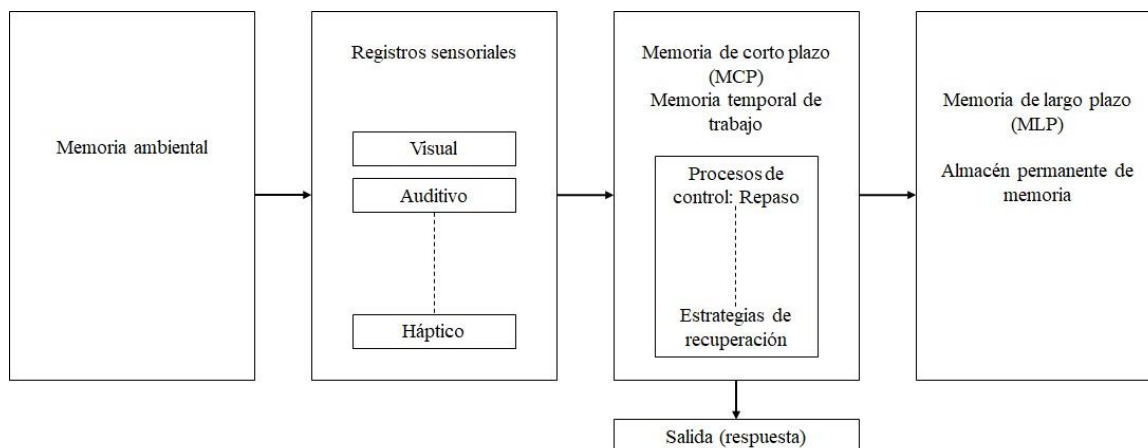 Memoria ambiental
Registros sensoriales
Visual
Auditivo
Háptico
Memoria de corto plazo
(MCP)
Memoria temporal de
trabajo
Procesos de
control: Repaso
Estrategias de
recuperación
Salida (respuesta)
Memoria de largo plazo
(MLP)
Almacén permanente de
memoria